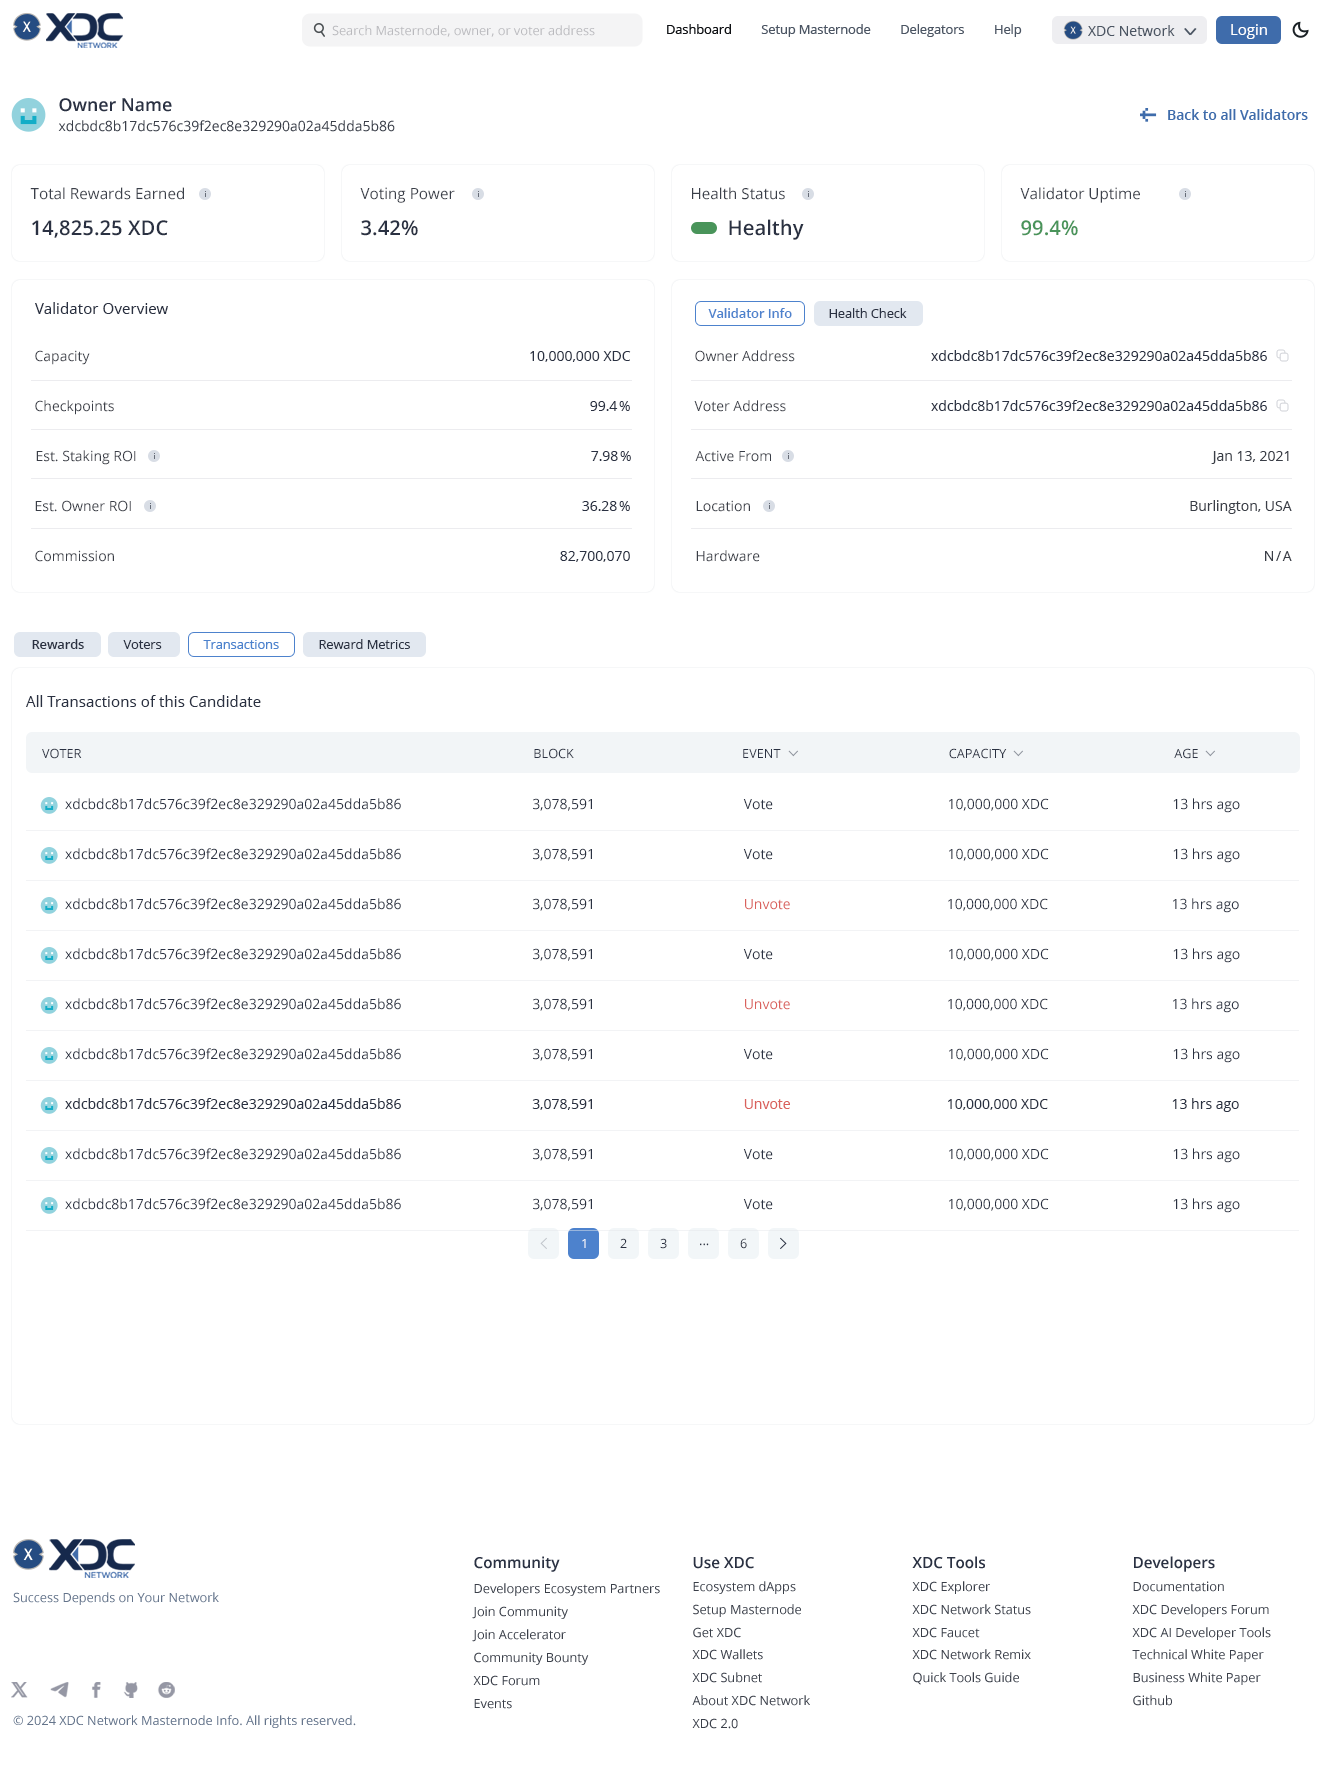 X XDC NETWORK
Search Masternode, owner, or voter address
Dashboard Setup Masternode Delegators Help
X XDC Network
Login
Owner Name
xdcbdc8b17dc576c39f2ec8e329290a02a45dda5b86
Back to all Validators
Total Rewards Earned i
14,825.25 XDC
Voting Power i
3.42%
Health Status i
Healthy
Validator Uptime i
99.4%
Validator Overview
Capacity 10,000,000 XDC
Checkpoints 99.4%
Est. Staking ROI i 7.98%
Est. Owner ROI i 36.28%
Commission 82,700,070
Validator Info Health Check
Owner Address xdcbdc8b17dc576c39f2ec8e329290a02a45dda5b86
Voter Address xdcbdc8b17dc576c39f2ec8e329290a02a45dda5b86
Active From i Jan 13, 2021
Location i Burlington, USA
Hardware N/A
Rewards Voters Transactions Reward Metrics
All Transactions of this Candidate
VOTER BLOCK EVENT CAPACITY AGE
xdcbdc8b17dc576c39f2ec8e329290a02a45dda5b86 3,078,591 Vote 10,000,000 XDC 13 hrs ago
xdcbdc8b17dc576c39f2ec8e329290a02a45dda5b86 3,078,591 Vote 10,000,000 XDC 13 hrs ago
xdcbdc8b17dc576c39f2ec8e329290a02a45dda5b86 3,078,591 Unvote 10,000,000 XDC 13 hrs ago
xdcbdc8b17dc576c39f2ec8e329290a02a45dda5b86 3,078,591 Vote 10,000,000 XDC 13 hrs ago
xdcbdc8b17dc576c39f2ec8e329290a02a45dda5b86 3,078,591 Unvote 10,000,000 XDC 13 hrs ago
xdcbdc8b17dc576c39f2ec8e329290a02a45dda5b86 3,078,591 Vote 10,000,000 XDC 13 hrs ago
xdcbdc8b17dc576c39f2ec8e329290a02a45dda5b86 3,078,591 Unvote 10,000,000 XDC 13 hrs ago
xdcbdc8b17dc576c39f2ec8e329290a02a45dda5b86 3,078,591 Vote 10,000,000 XDC 13 hrs ago
xdcbdc8b17dc576c39f2ec8e329290a02a45dda5b86 3,078,591 Vote 10,000,000 XDC 13 hrs ago
1 2 3 ... 6
X XDC NETWORK
Success Depends on Your Network
© 2024 XDC Network Masternode Info. All rights reserved.
Community
Developers Ecosystem Partners
Join Community
Join Accelerator
Community Bounty
XDC Forum
Events
Use XDC
Ecosystem dApps
Setup Masternode
Get XDC
XDC Wallets
XDC Subnet
About XDC Network
XDC 2.0
XDC Tools
XDC Explorer
XDC Network Status
XDC Faucet
XDC Network Remix
Quick Tools Guide
Developers
Documentation
XDC Developers Forum
XDC AI Developer Tools
Technical White Paper
Business White Paper
Github